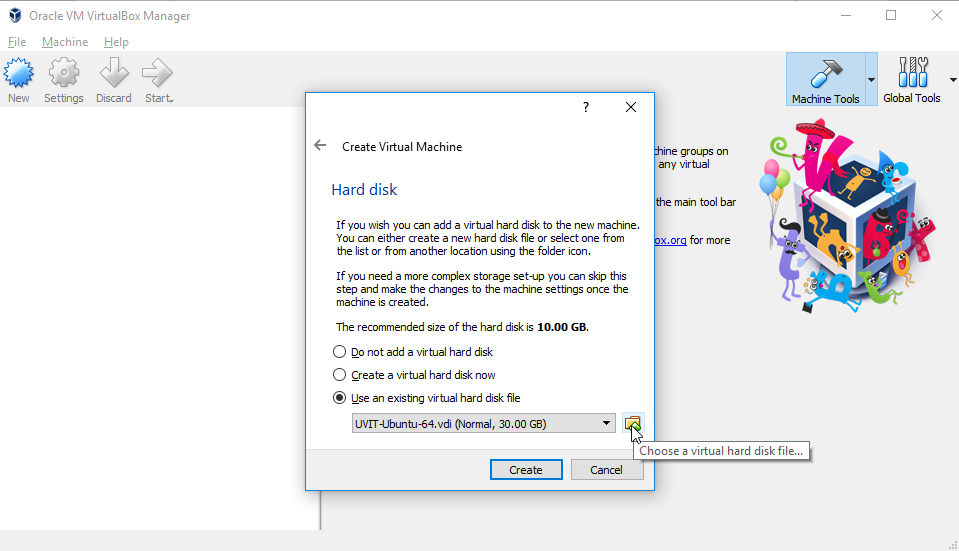 Oracle VM VirtualBox Manager
File Machine Help
New Settings Discard Start
Machine Tools Global Tools
?
Create Virtual Machine
Hard disk
If you wish you can add a virtual hard disk to the new machine.
You can either create a new hard disk file or select one from
the list or from another location using the folder icon.
If you need a more complex storage set-up you can skip this
step and make the changes to the machine settings once the
machine is created.
The recommended size of the hard disk is 10.00 GB.
Do not add a virtual hard disk
Create a virtual hard disk now
Use an existing virtual hard disk file
UVIT-Ubuntu-64.vdi (Normal, 30.00 GB)
Choose a virtual hard disk file...
Create Cancel
chine groups on
any virtual
the main tool bar
ox.org for more